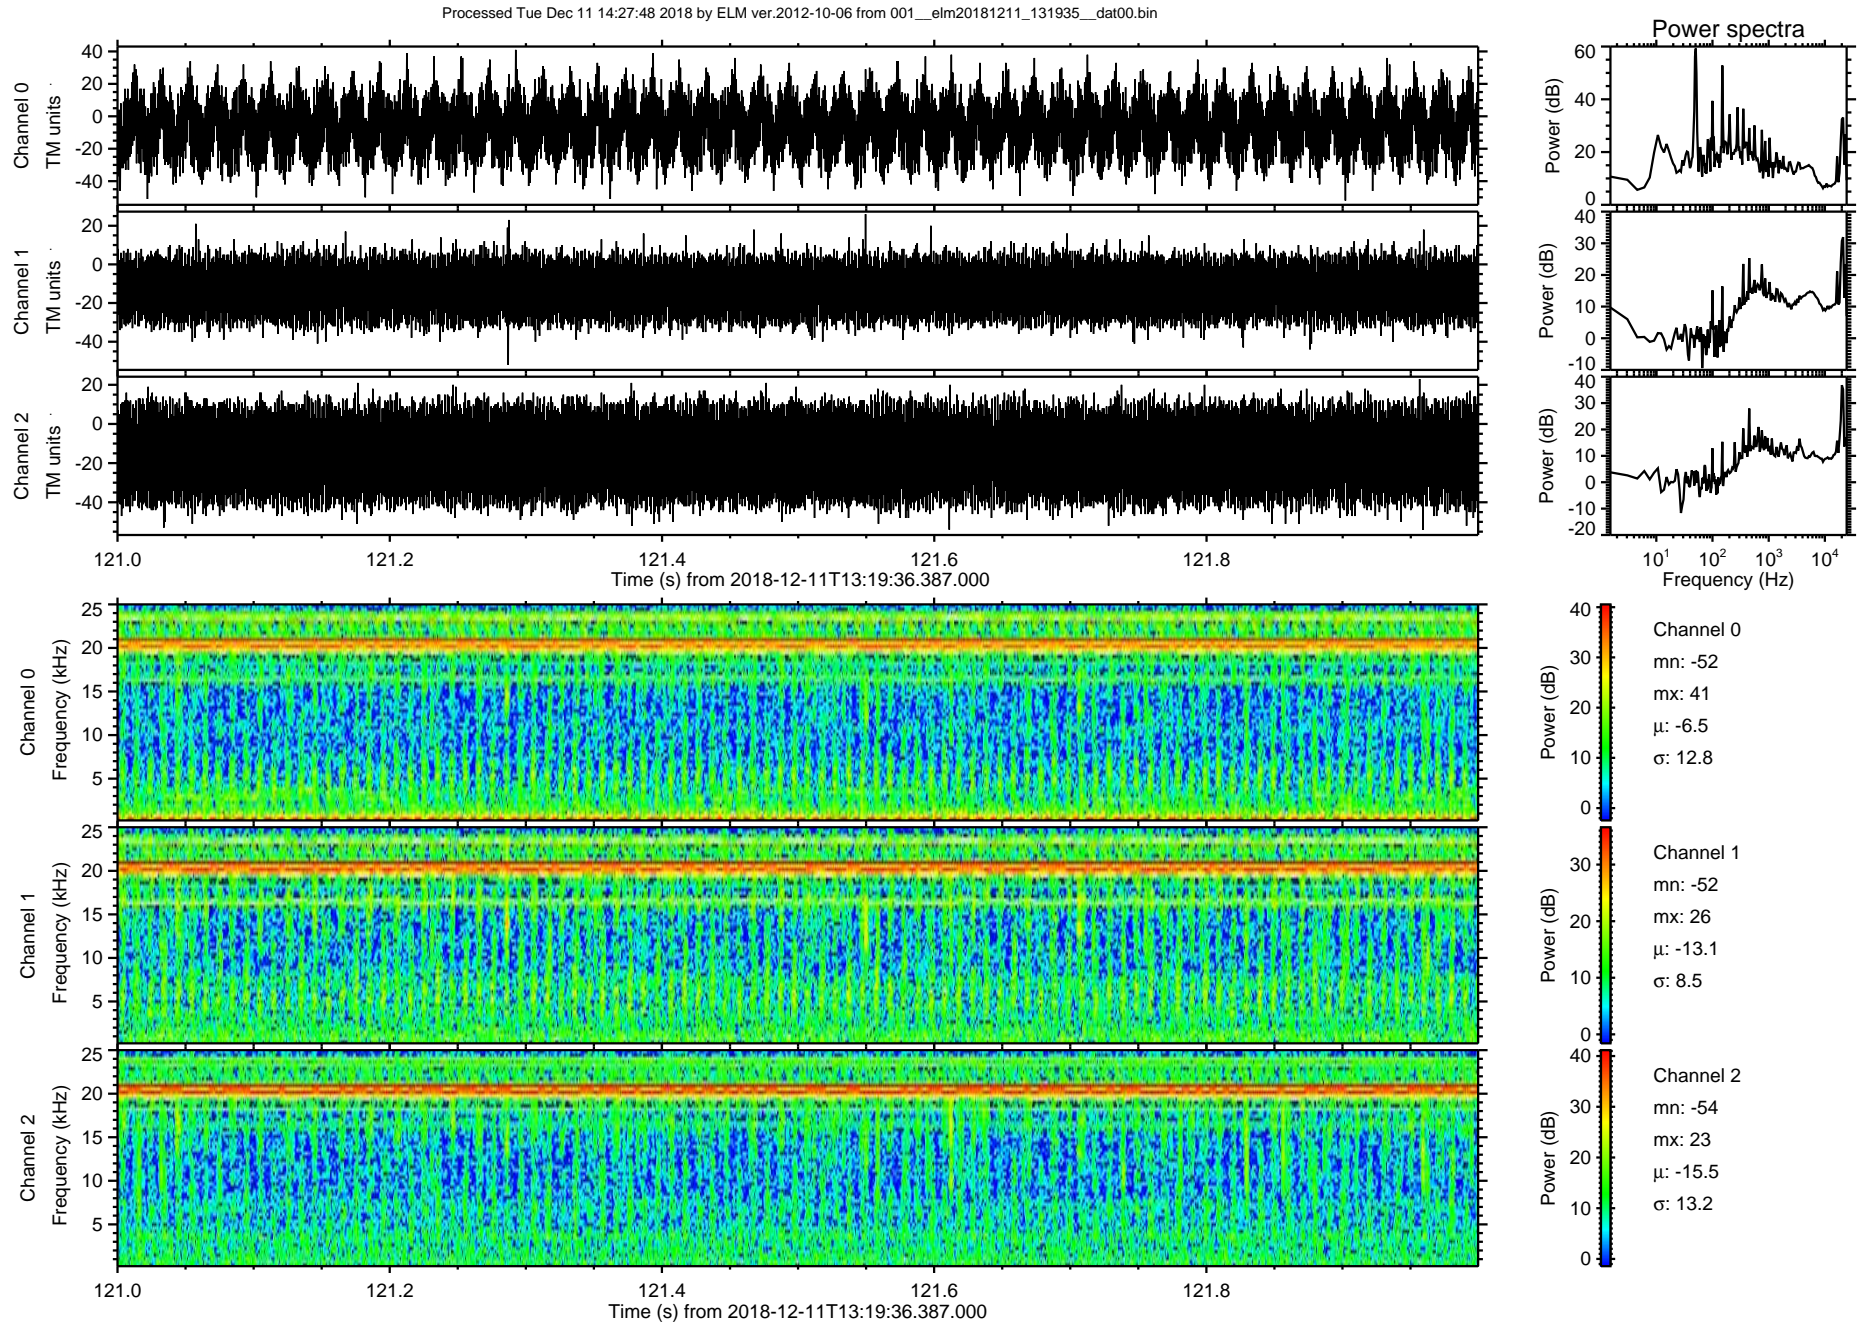 Processed Tue Dec 11 14:27:48 2018 by ELM ver.2012-10-06 from 001__elm20181211_131935__dat00.bin
Power spectra
Channel 0
TM units
40
20
0
-20
-40
Power (dB)
60
40
20
0
Channel 1
TM units
20
0
-20
-40
Power (dB)
40
30
20
10
0
-10
Channel 2
TM units
20
0
-20
-40
Power (dB)
40
30
20
10
0
-10
-20
121.0 121.2 121.4 121.6 121.8
Time (s) from 2018-12-11T13:19:36.387.000
10^1 10^2 10^3 10^4
Frequency (Hz)
Channel 0
Frequency (kHz)
25
20
15
10
5
Power (dB)
40
30
20
10
0
Channel 0
mn: -52
mx: 41
μ: -6.5
σ: 12.8
Channel 1
Frequency (kHz)
25
20
15
10
5
Power (dB)
30
20
10
0
Channel 1
mn: -52
mx: 26
μ: -13.1
σ: 8.5
Channel 2
Frequency (kHz)
25
20
15
10
5
Power (dB)
40
30
20
10
0
Channel 2
mn: -54
mx: 23
μ: -15.5
σ: 13.2
121.0 121.2 121.4 121.6 121.8
Time (s) from 2018-12-11T13:19:36.387.000